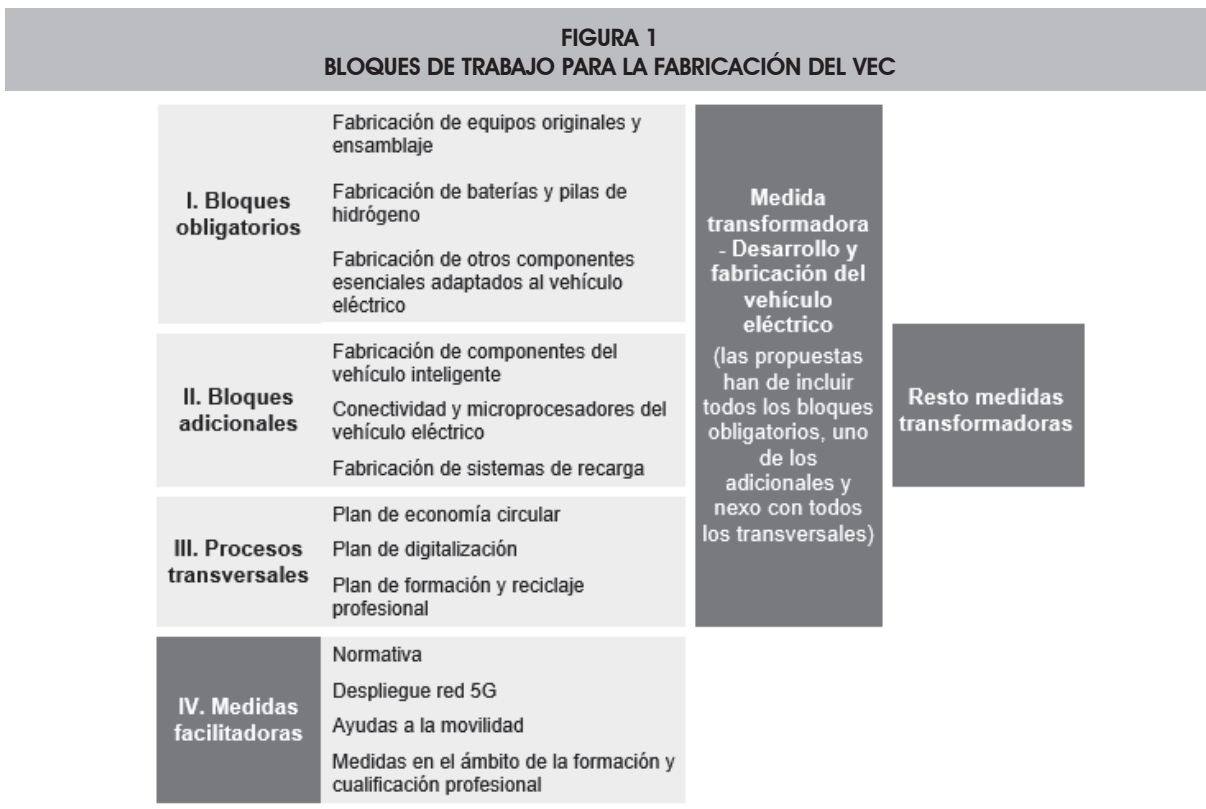 FIGURA 1
BLOQUES DE TRABAJO PARA LA FABRICACIÓN DEL VEC
I. Bloques
obligatorios
Fabricación de equipos originales y
ensamblaje
Fabricación de baterías y pilas de
hidrógeno
Fabricación de otros componentes
esenciales adaptados al vehículo
eléctrico
II. Bloques
adicionales
Fabricación de componentes del
vehículo inteligente
Conectividad y microprocesadores del
vehículo eléctrico
Fabricación de sistemas de recarga
III. Procesos
transversales
Plan de economía circular
Plan de digitalización
Plan de formación y reciclaje
profesional
IV. Medidas
facilitadoras
Normativa
Despliegue red 5G
Ayudas a la movilidad
Medidas en el ámbito de la formación y
cualificación profesional
Medida
transformadora
- Desarrollo y
fabricación del
vehículo
eléctrico
(las propuestas
han de incluir
todos los bloques
obligatorios, uno
de los
adicionales y
nexo con todos
los transversales)
Resto medidas
transformadoras